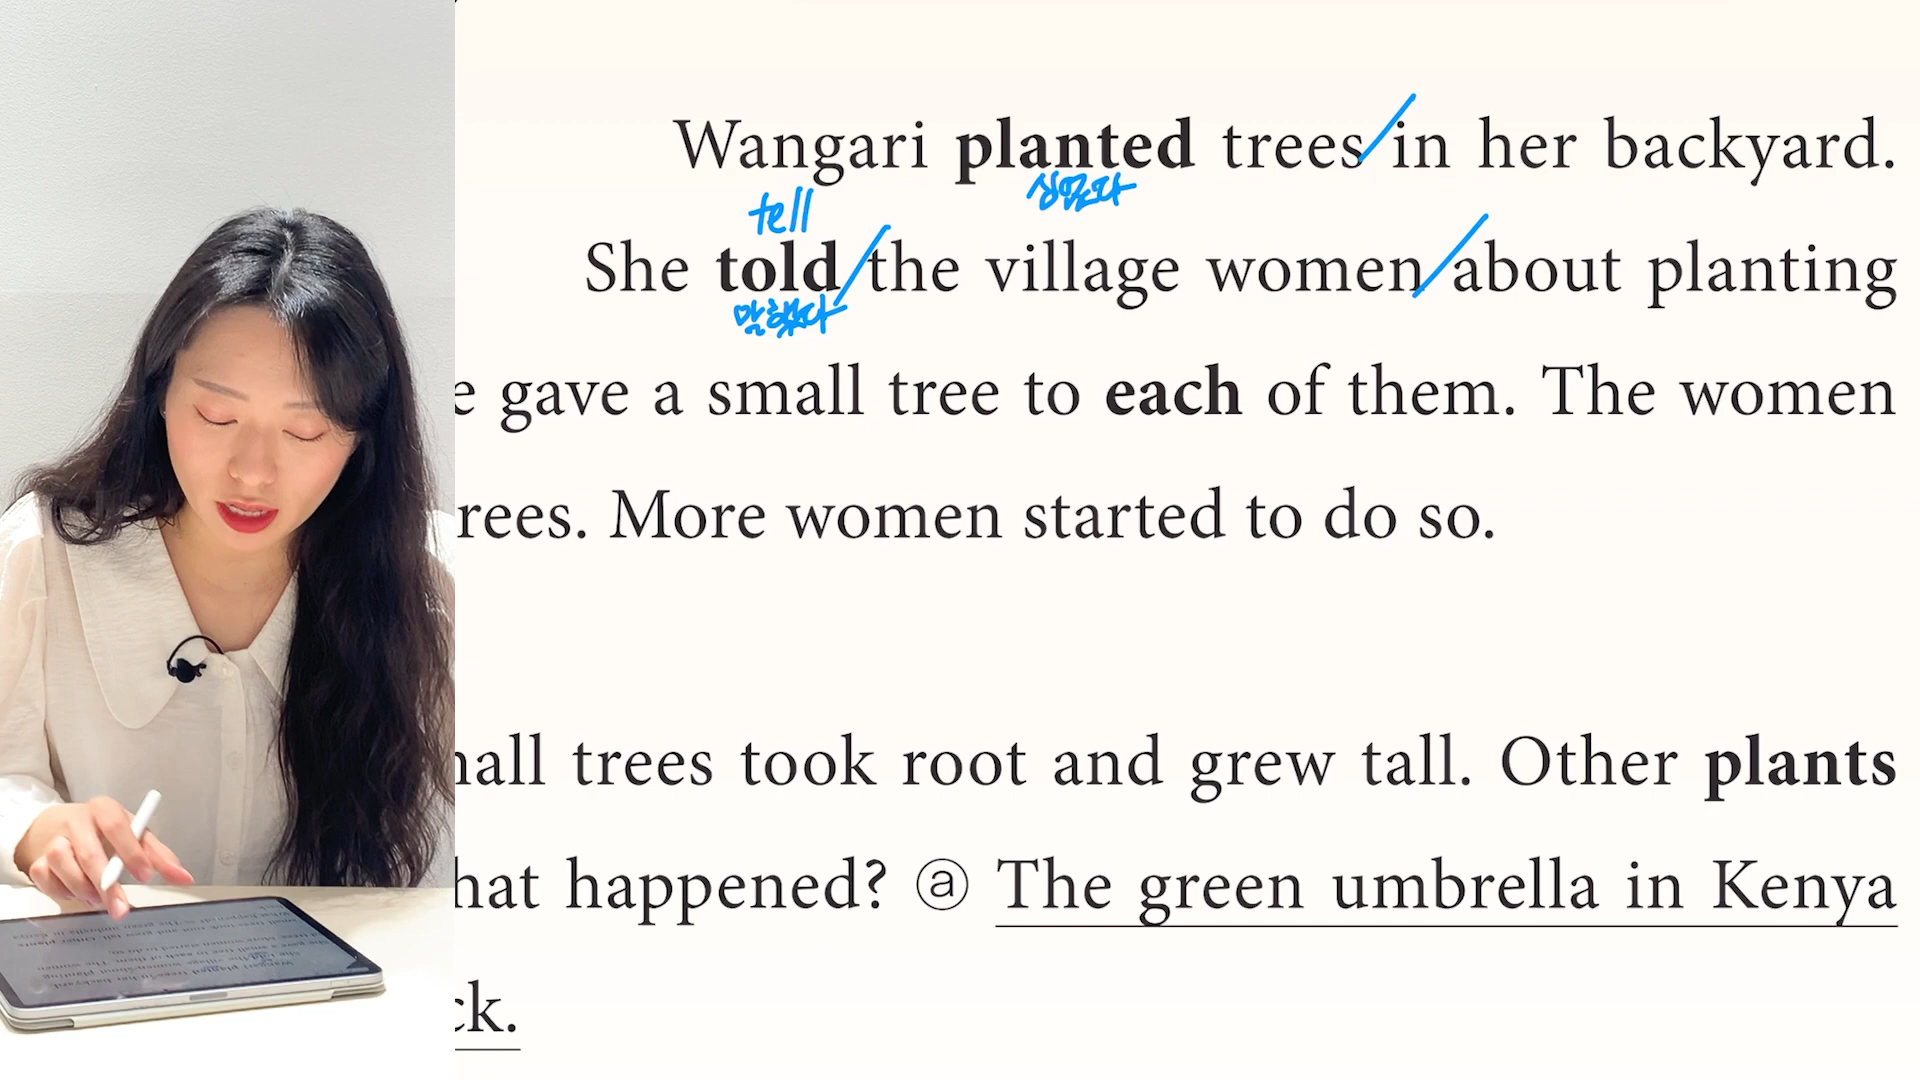 Wangari planted trees/in her backyard.
심었다
tell
She told/the village women/about planting
말했다
e gave a small tree to each of them. The women
rees. More women started to do so.
nall trees took root and grew tall. Other plants
hat happened? ⓐ The green umbrella in Kenya
ck.